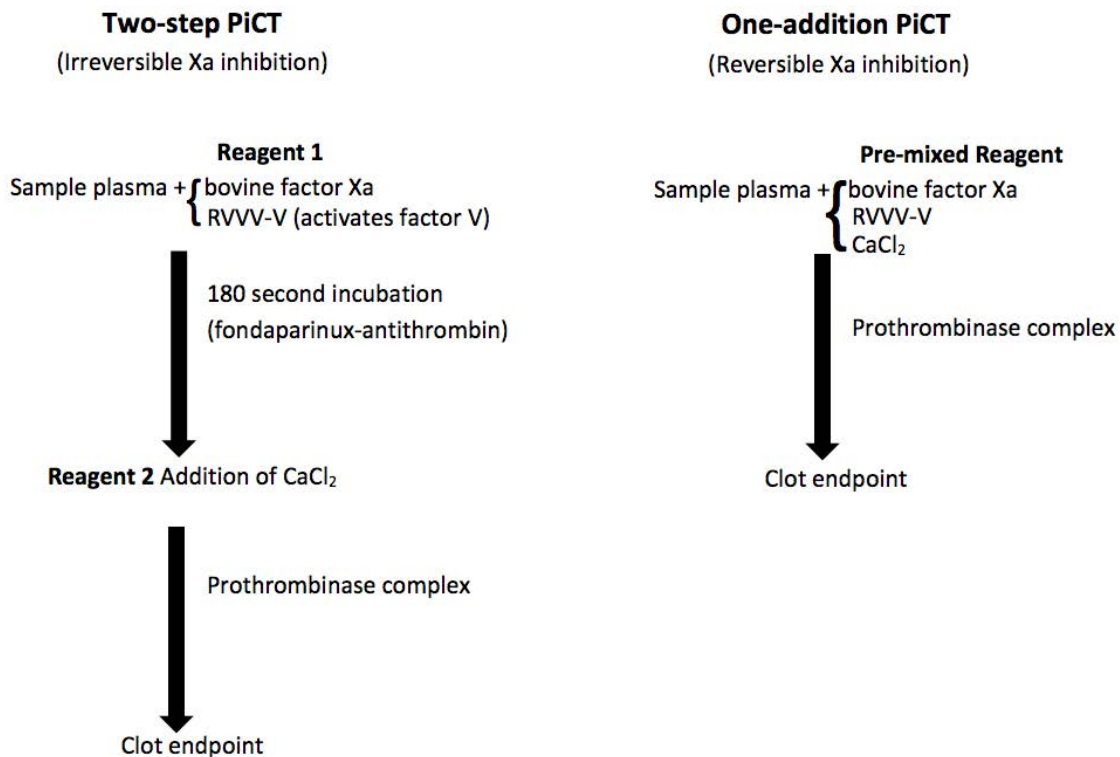 Two-step PiCT
(Irreversible Xa inhibition)
Reagent 1
Sample plasma + { bovine factor Xa
RVVV-V (activates factor V)
180 second incubation
(fondaparinux-antithrombin)
Reagent 2 Addition of CaCl₂
Prothrombinase complex
Clot endpoint
One-addition PiCT
(Reversible Xa inhibition)
Pre-mixed Reagent
Sample plasma + { bovine factor Xa
RVVV-V
CaCl₂
Prothrombinase complex
Clot endpoint